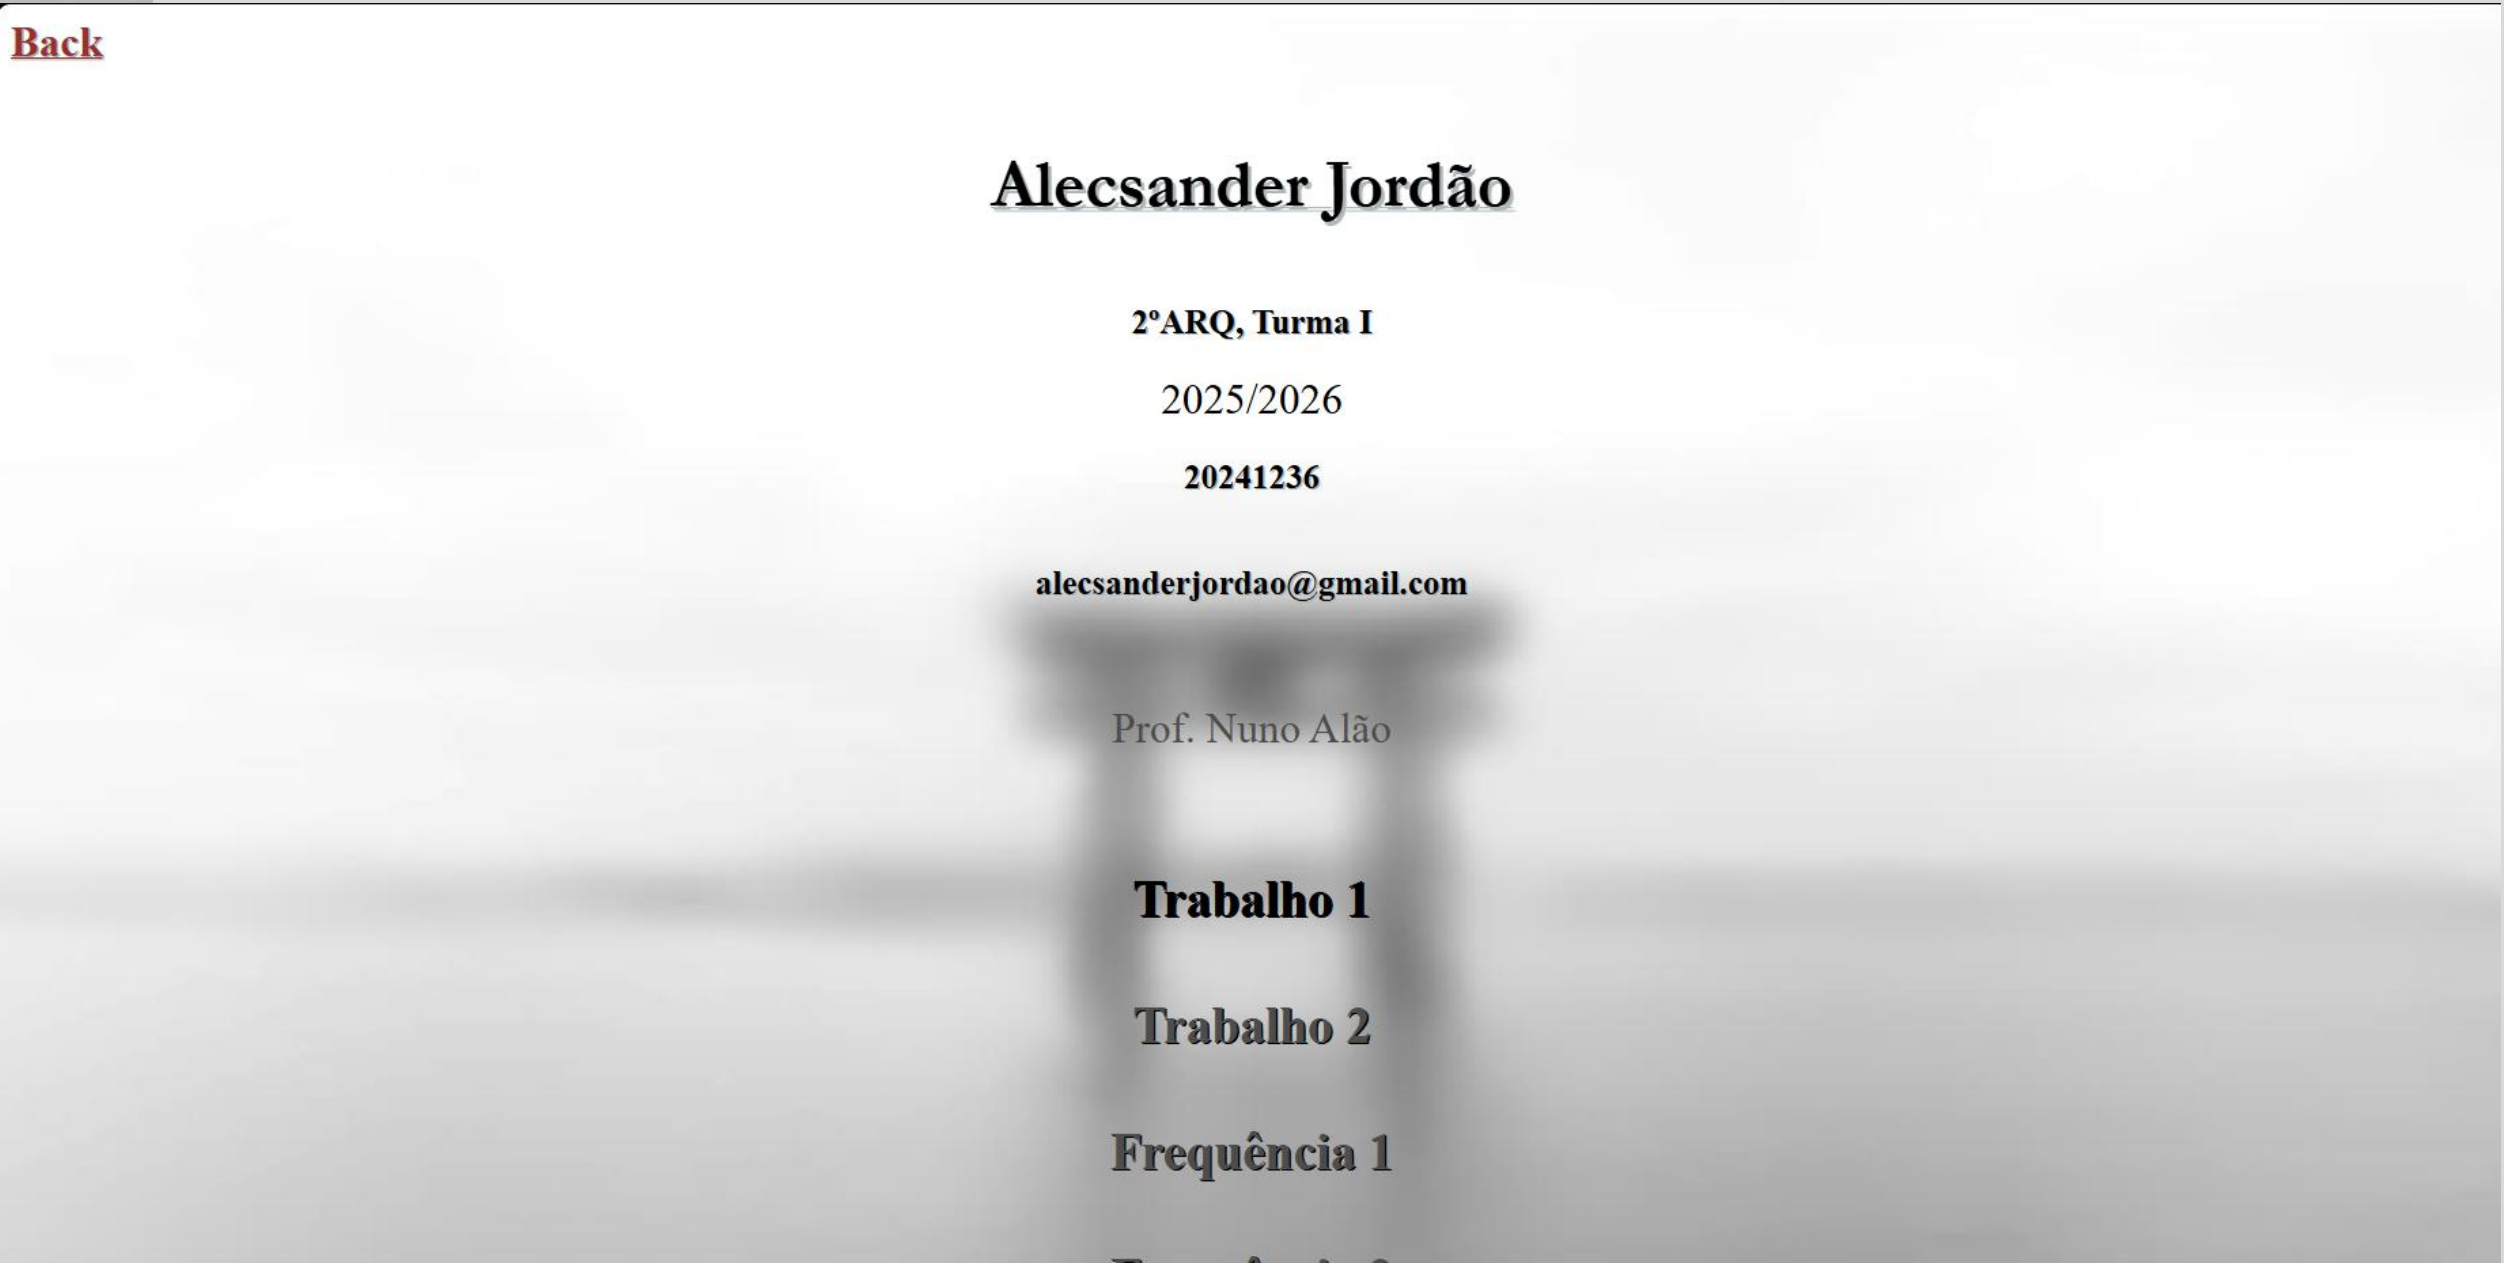 Back
Alecsander Jordão
2ºARQ, Turma I
2025/2026
20241236
alecsanderjordao@gmail.com
Prof. Nuno Alão
Trabalho 1
Trabalho 2
Frequência 1